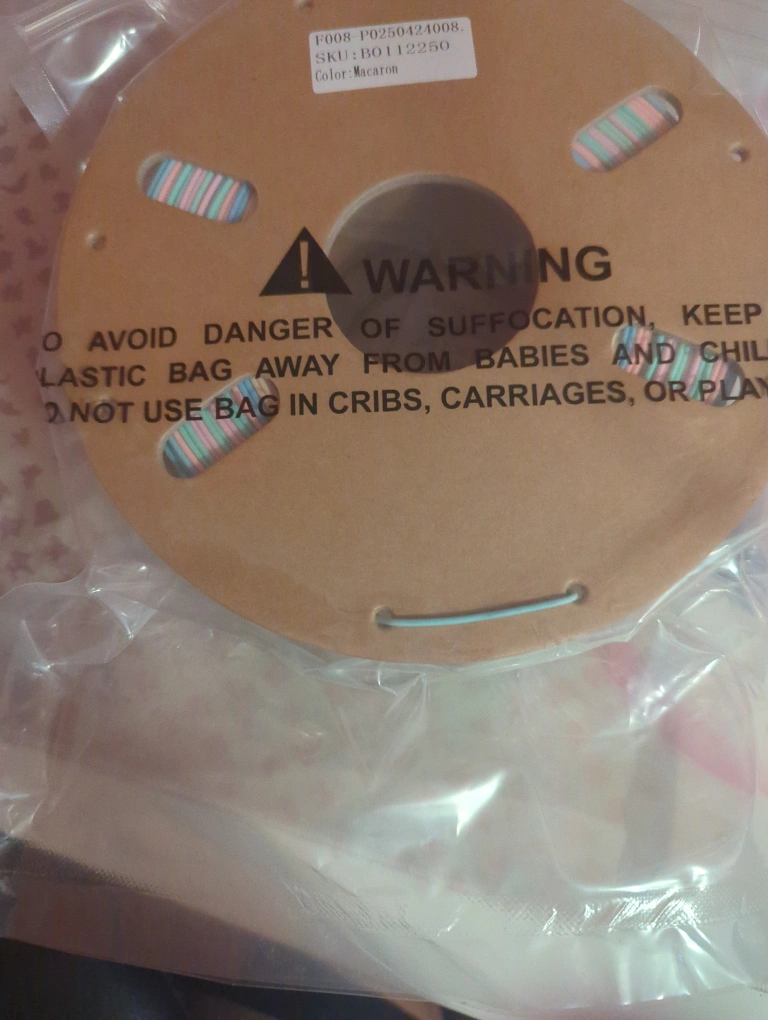 F008-P0250424008.
SKU:BO112250
Color:Macaron
! WARNING
O AVOID DANGER OF SUFFOCATION, KEEP
LASTIC BAG AWAY FROM BABIES AND CHIL
O NOT USE BAG IN CRIBS, CARRIAGES, OR PLAY